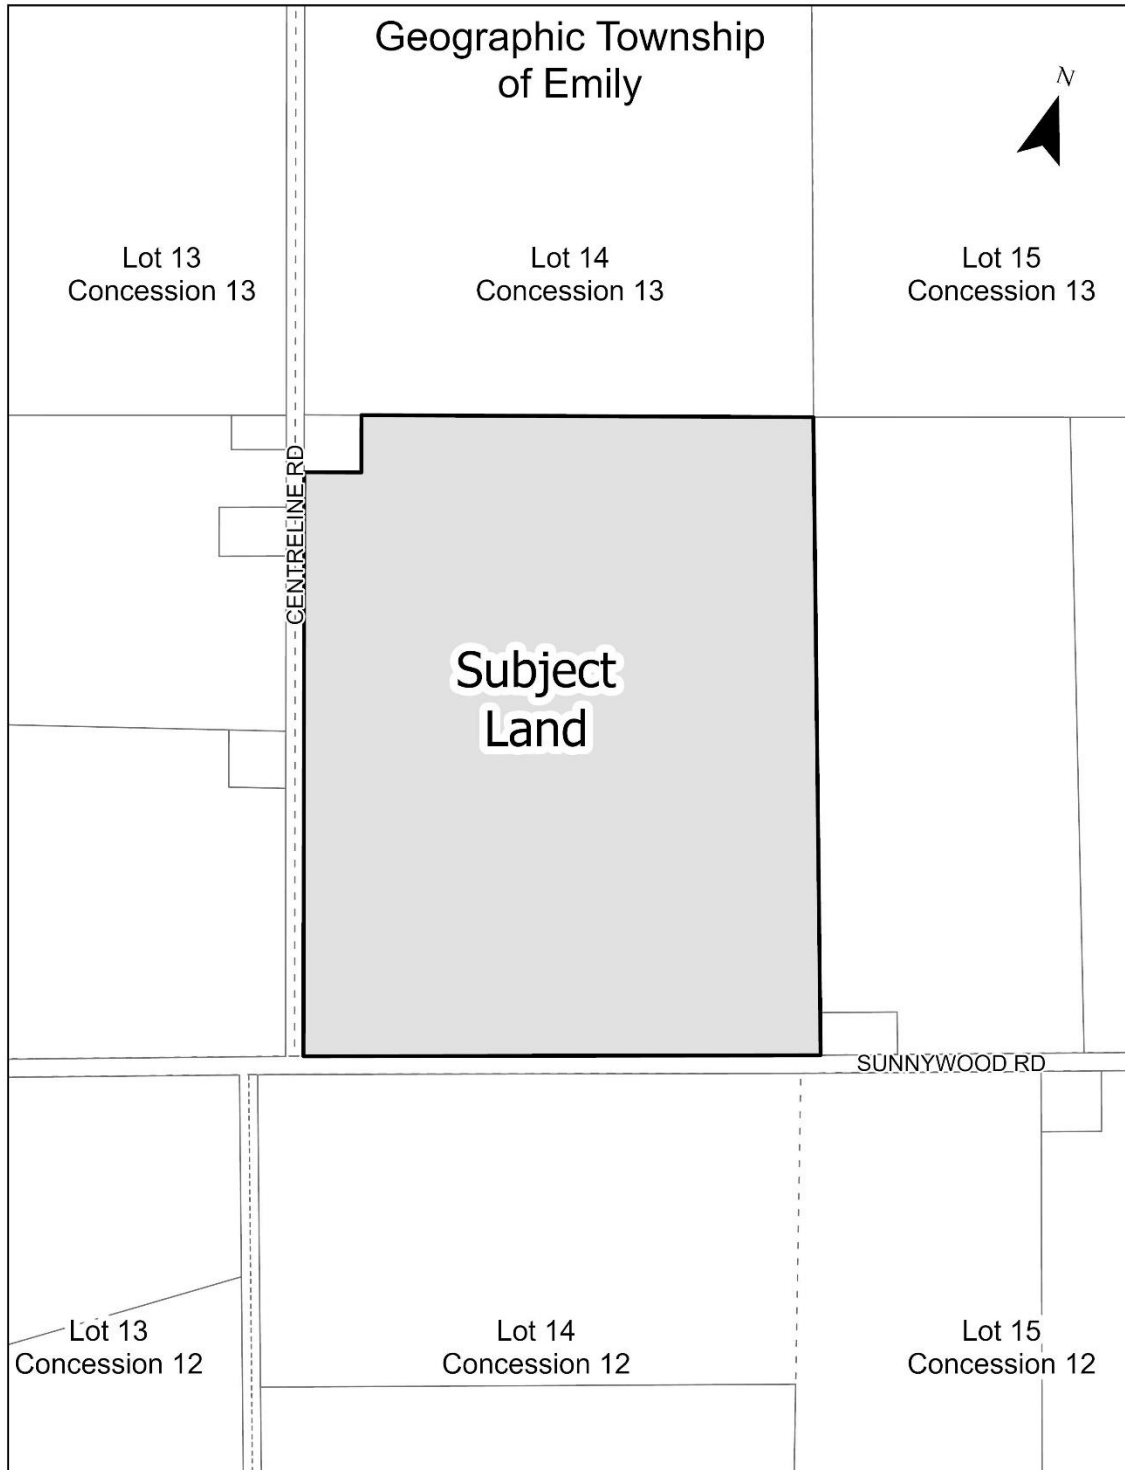 Geographic Township
of Emily
N
Lot 13
Concession 13
Lot 14
Concession 13
Lot 15
Concession 13
CENTRELINE RD
Subject
Land
SUNNYWOOD RD
Lot 13
Concession 12
Lot 14
Concession 12
Lot 15
Concession 12